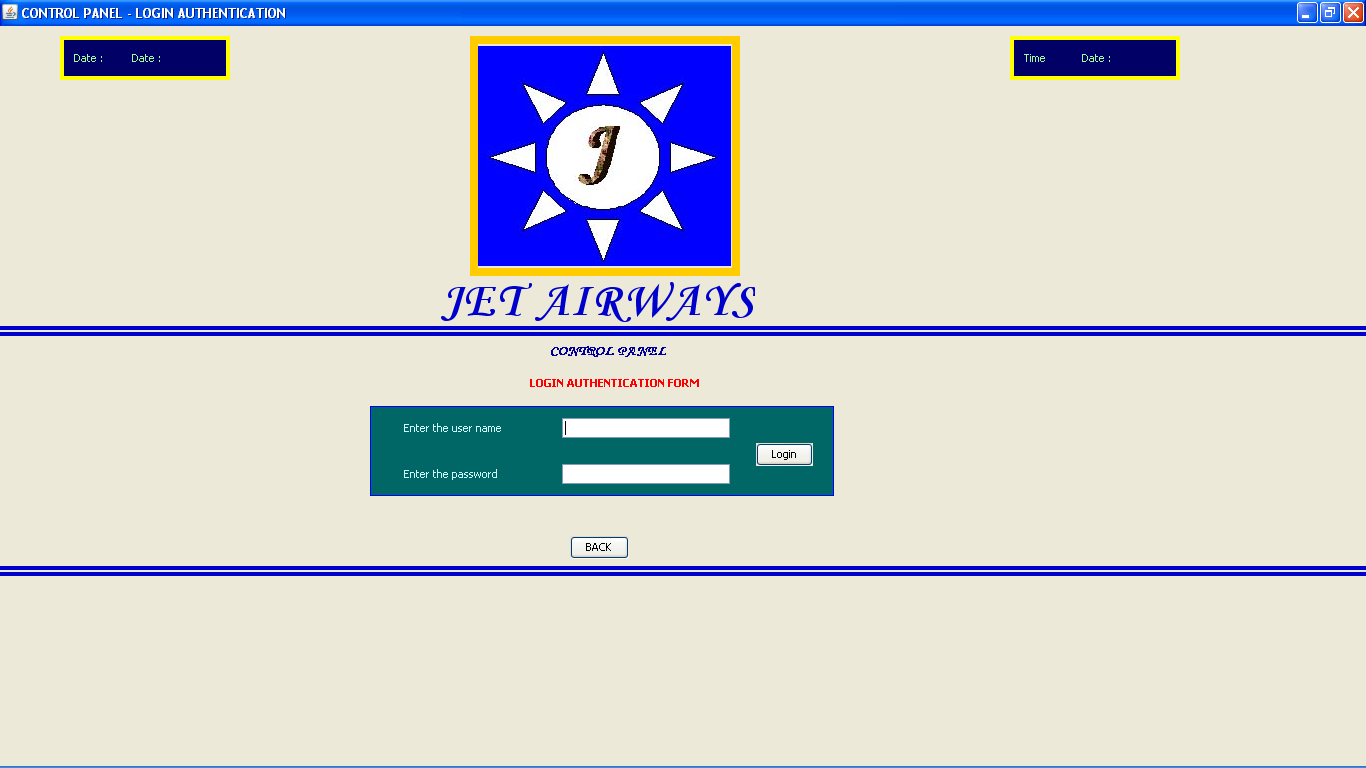 CONTROL PANEL - LOGIN AUTHENTICATION
Date : Date :
Time Date :
J
JET AIRWAYS
CONTROL PANEL
LOGIN AUTHENTICATION FORM
Enter the user name
Login
Enter the password
BACK